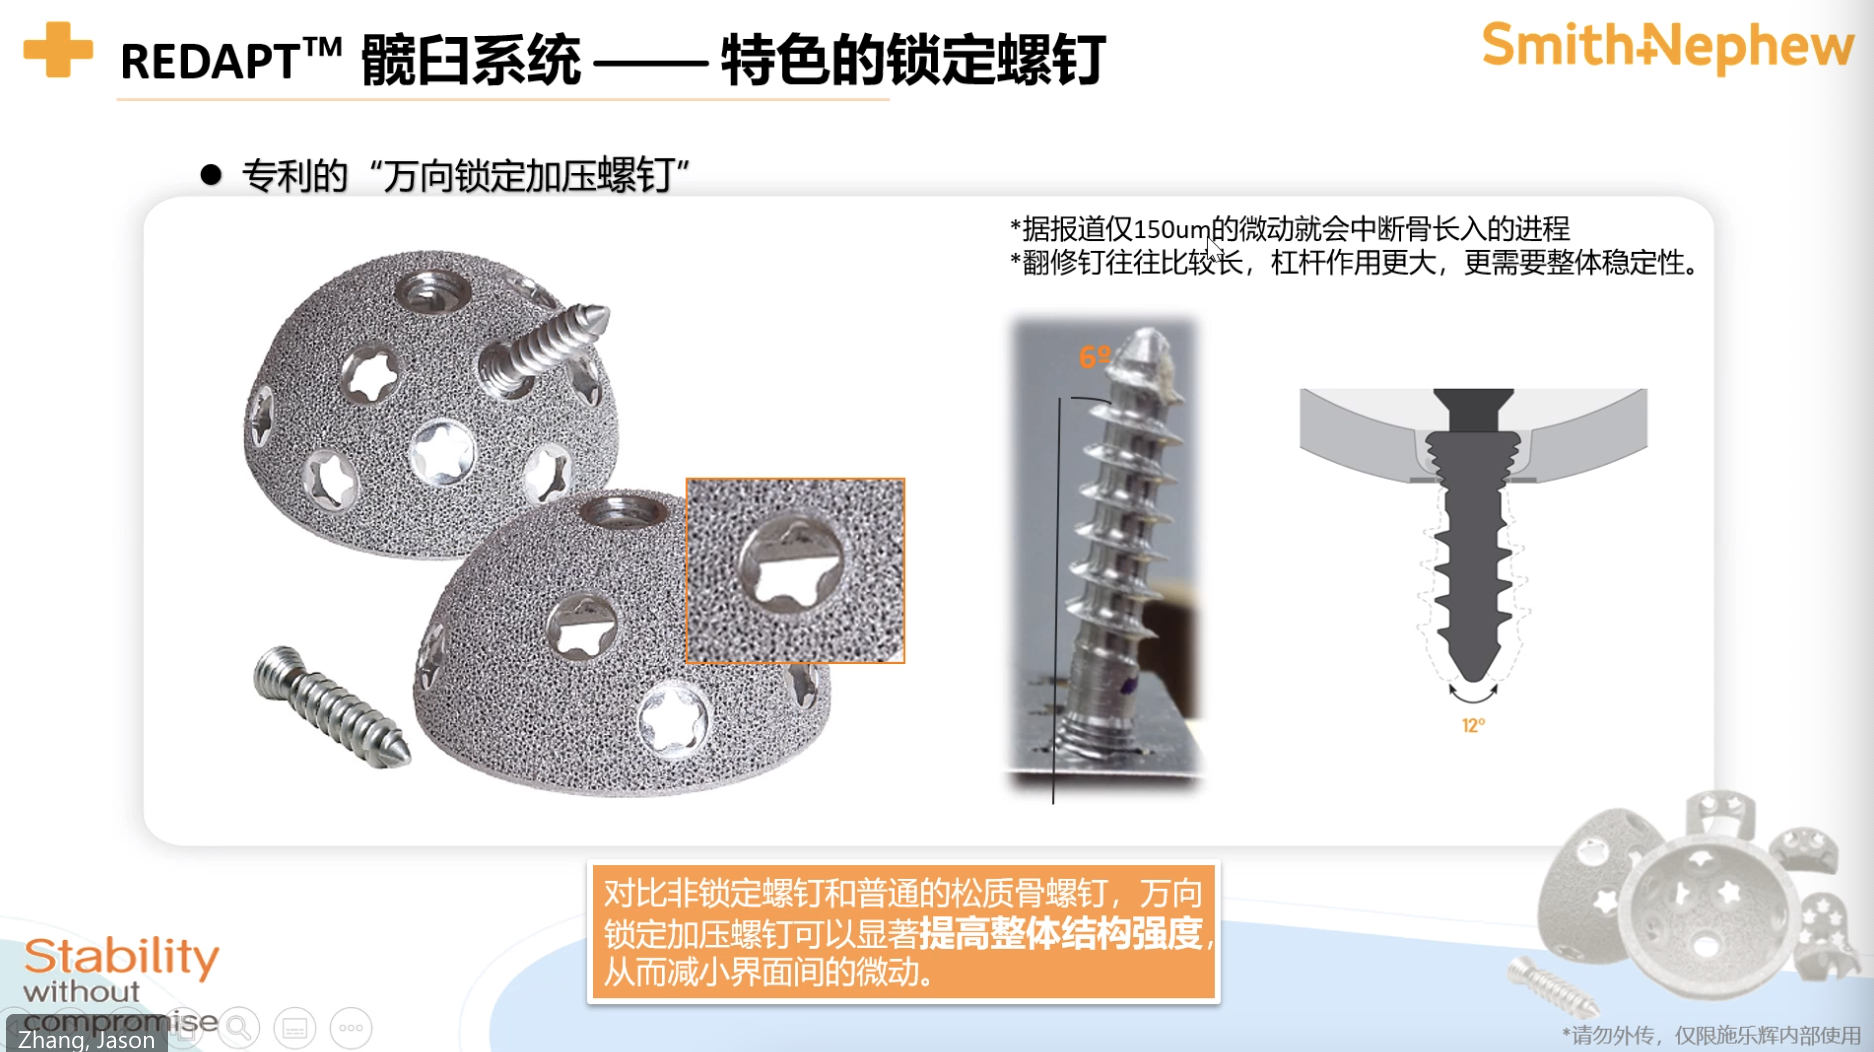 REDAPT™ 髋臼系统 —— 特色的锁定螺钉
Smith+Nephew
● 专利的“万向锁定加压螺钉”
*据报道仅150um的微动就会中断骨长入的进程
*翻修钉往往比较长，杠杆作用更大，更需要整体稳定性。
6º
12º
对比非锁定螺钉和普通的松质骨螺钉，万向
锁定加压螺钉可以显著提高整体结构强度，
从而减小界面间的微动。
Stability
without
compromise
Zhang, Jason
*请勿外传，仅限施乐辉内部使用